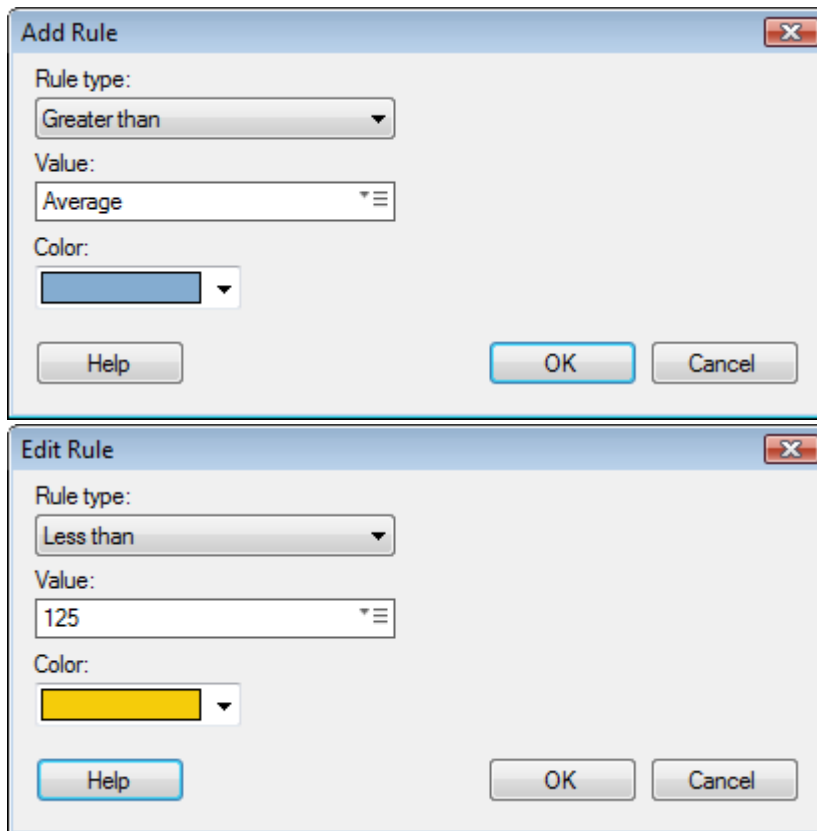 Add Rule
Rule type:
Greater than
Value:
Average
Color:
Help OK Cancel
Edit Rule
Rule type:
Less than
Value:
125
Color:
Help OK Cancel